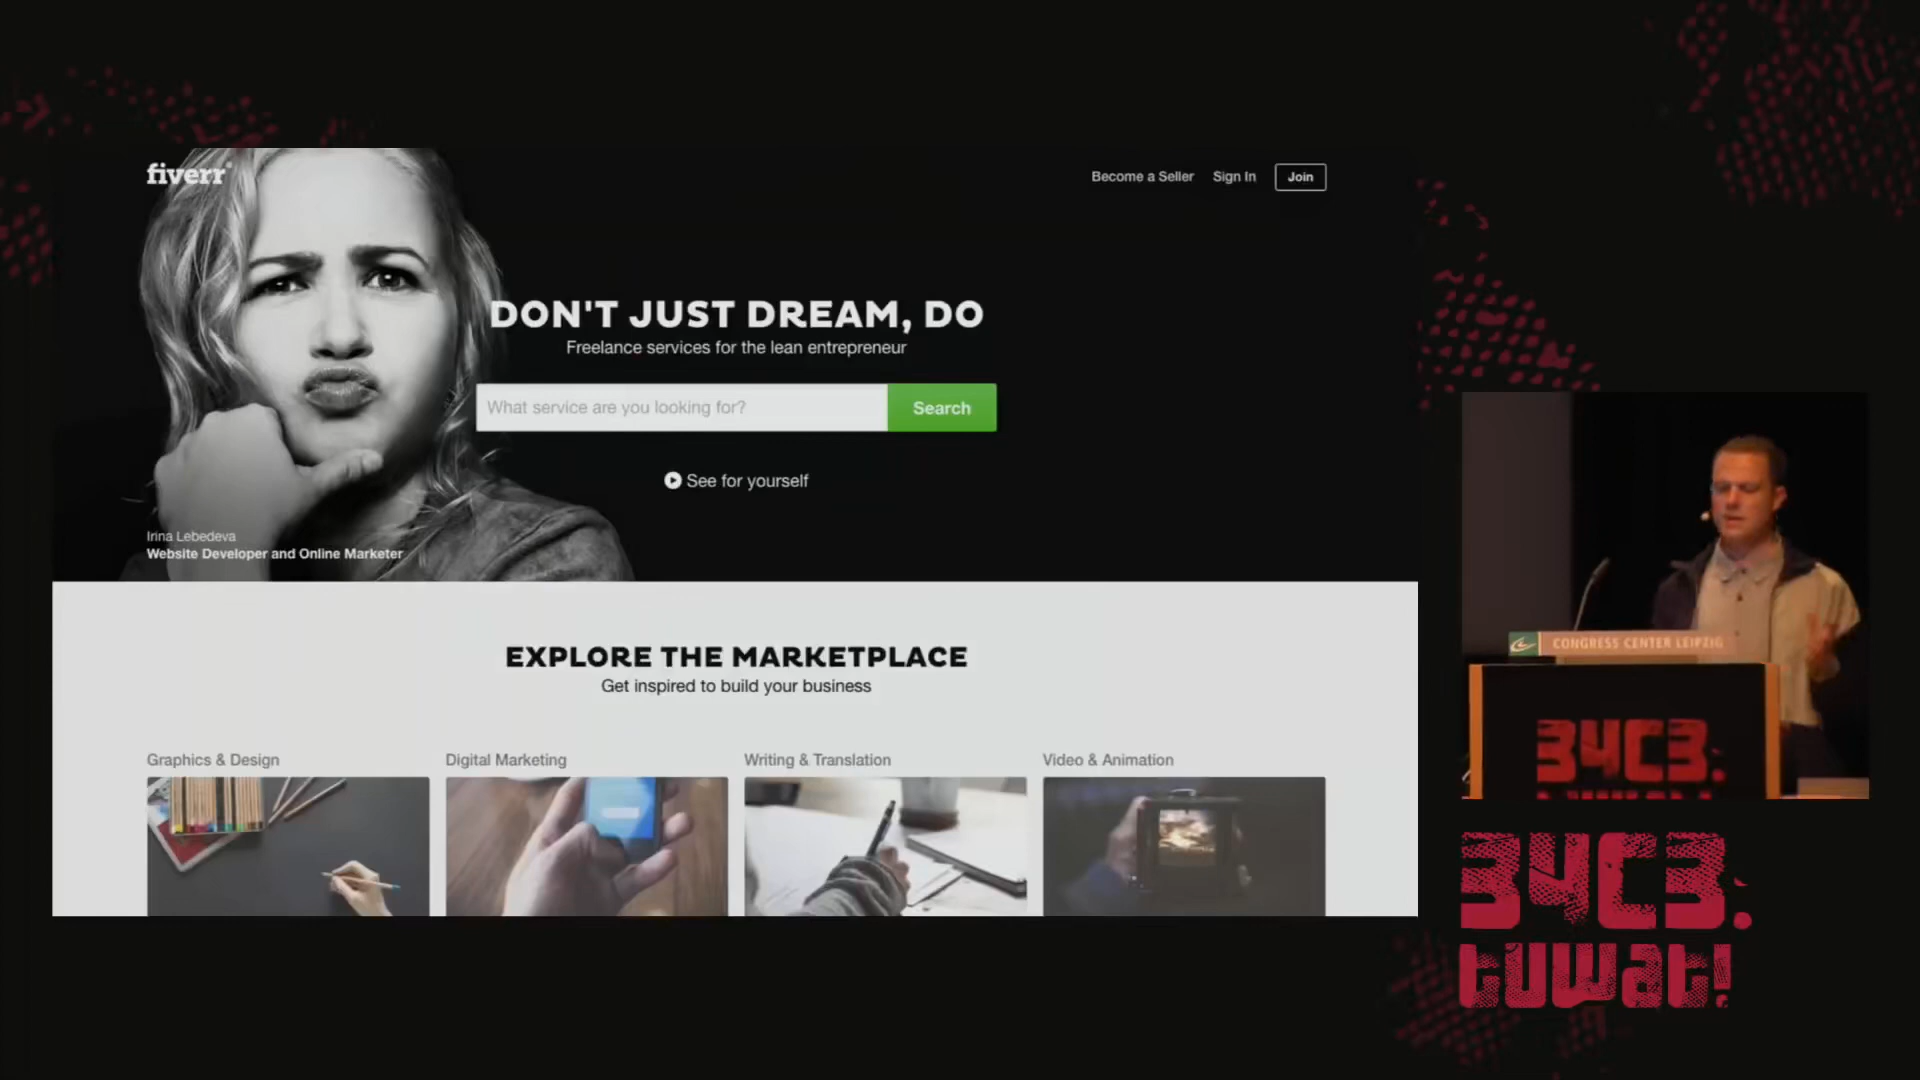 fiverr
Become a Seller
Sign In
Join
DON'T JUST DREAM, DO
Freelance services for the lean entrepreneur
What service are you looking for?
Search
See for yourself
Irina Lebedeva
Website Developer and Online Marketer
EXPLORE THE MARKETPLACE
Get inspired to build your business
Graphics & Design
Digital Marketing
Writing & Translation
Video & Animation
CONGRESS CENTER LEIPZIG
34C3.
34C3.
tuwat!